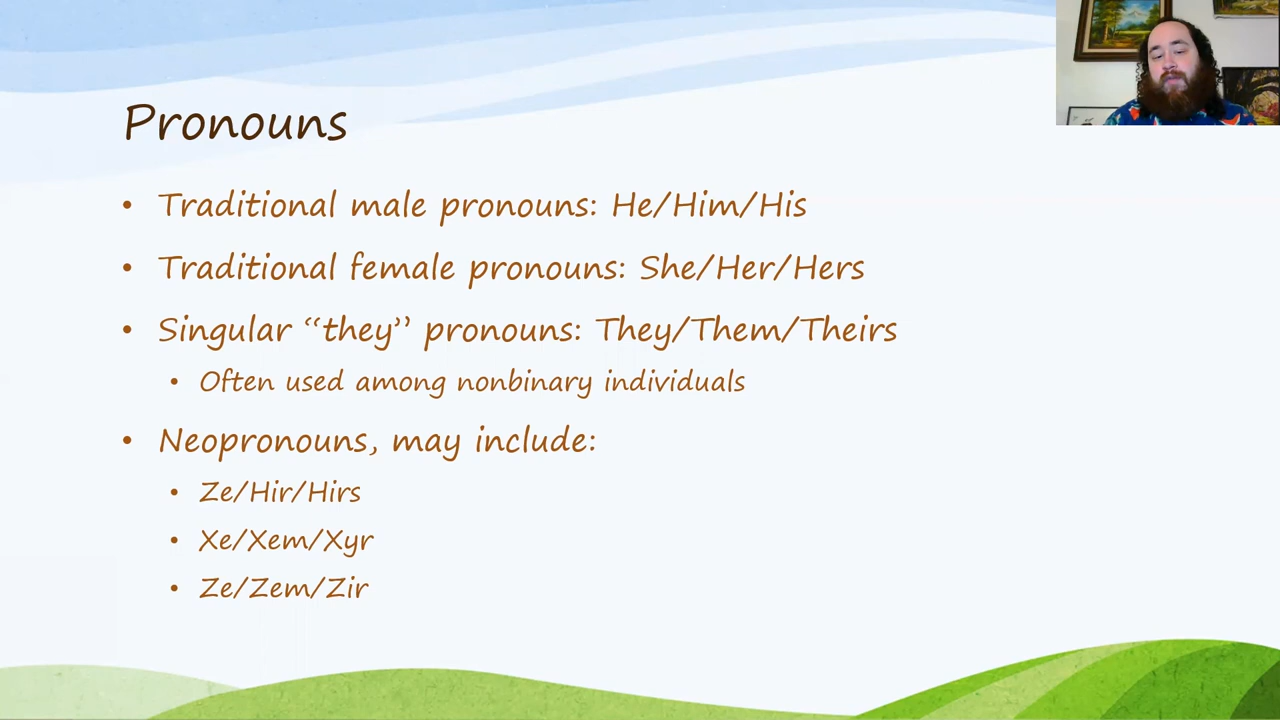 Pronouns
• Traditional male pronouns: He/Him/His
• Traditional female pronouns: She/Her/Hers
• Singular “they” pronouns: They/Them/Theirs
• Often used among nonbinary individuals
• Neopronouns, may include:
• Ze/Hir/Hirs
• Xe/Xem/Xyr
• Ze/Zem/Zir